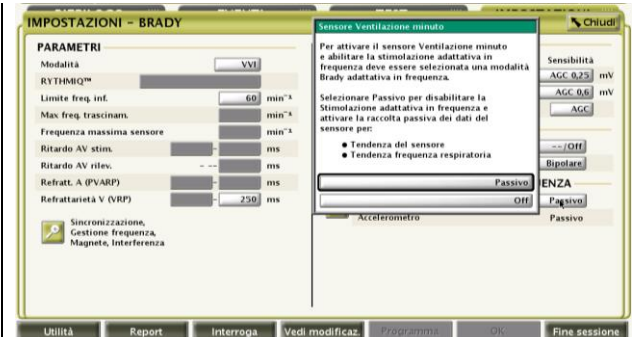 IMPOSTAZIONI - BRADY
Chiudi
PARAMETRI
Modalità VVI
RYTHMIQ™
Limite freq. inf. 60 min⁻¹
Max freq. trascinam. min⁻¹
Frequenza massima sensore min⁻¹
Ritardo AV stim. - ms
Ritardo AV rilev. - -- ms
Refratt. A (PVARP) - ms
Refrattarietà V (VRP) - 250 ms
Sincronizzazione,
Gestione frequenza,
Magnete, Interferenza
Sensore Ventilazione minuto
Per attivare il sensore Ventilazione minuto
e abilitare la stimolazione adattativa in
frequenza deve essere selezionata una modalità
Brady adattativa in frequenza.
Selezionare Passivo per disabilitare la
Stimolazione adattativa in frequenza e
attivare la raccolta passiva dei dati del
sensore per:
● Tendenza del sensore
● Tendenza frequenza respiratoria
Passivo
Off
Sensibilità
AGC 0,25 mV
AGC 0,6 mV
AGC
--/Off
Bipolare
ENZA
Passivo
Accelerometro Passivo
Utilità Report Interroga Vedi modificaz. Programma OK Fine sessione